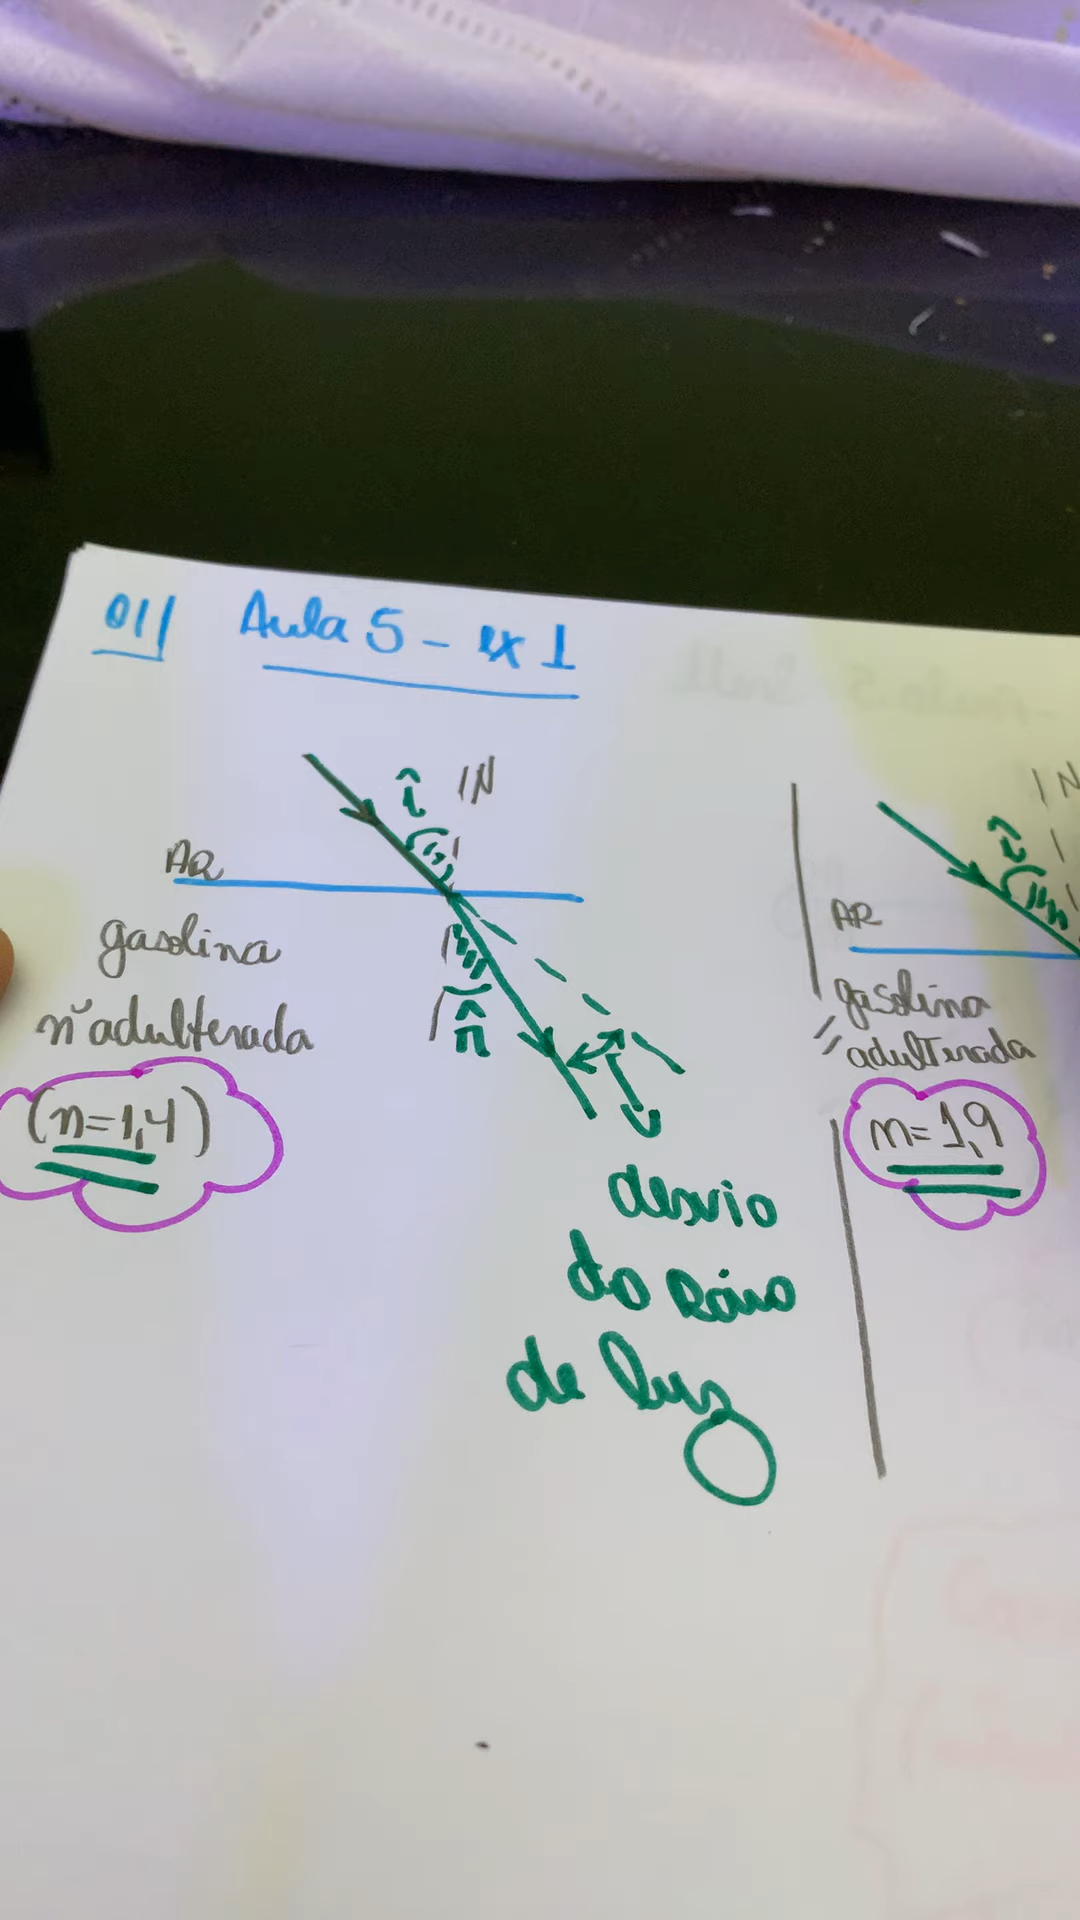 01) Aula 5 - ex 1
î N
AR
gasolina
ñ adulterada
(n=1,4)
r̂
desvio
do Raio
de luz
î N
AR
gasolina
adulterada
n=1,9